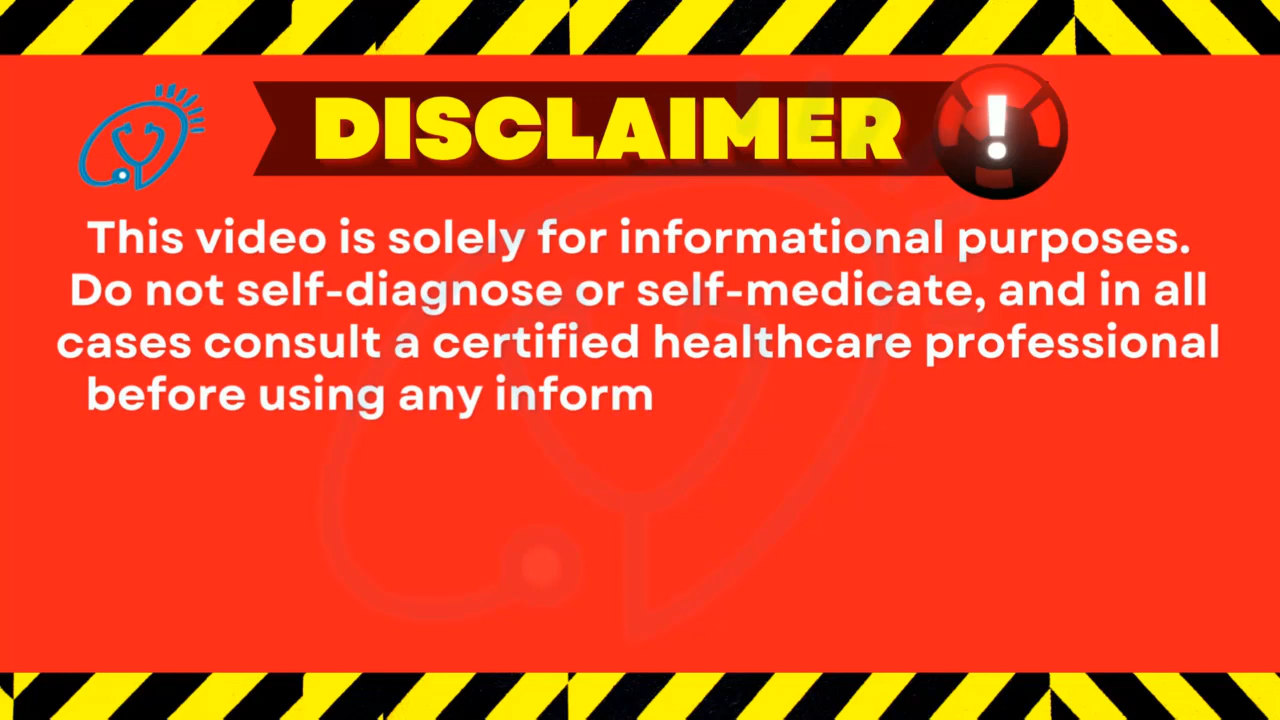 DISCLAIMER
This video is solely for informational purposes.
Do not self-diagnose or self-medicate, and in all
cases consult a certified healthcare professional
before using any inform